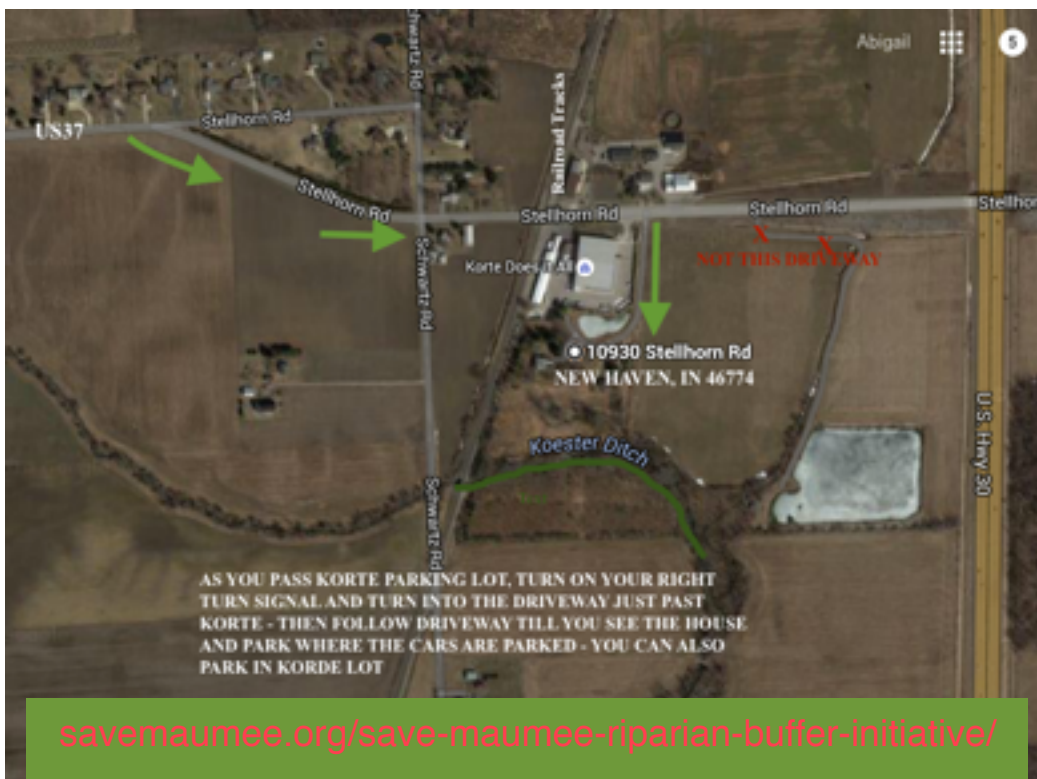 Abigail
5
Schwartz Rd
Stellhorn Rd
US37
Railroad Tracks
Stellhorn Rd
Stellhorn Rd
Stellhorn Rd
Stellhor
X X
NOT THIS DRIVEWAY
Schwartz Rd
Korte Does It All
10930 Stellhorn Rd
NEW HAVEN, IN 46774
U.S. Hwy 30
Koester Ditch
Schwartz Rd
AS YOU PASS KORTE PARKING LOT, TURN ON YOUR RIGHT
TURN SIGNAL AND TURN INTO THE DRIVEWAY JUST PAST
KORTE - THEN FOLLOW DRIVEWAY TILL YOU SEE THE HOUSE
AND PARK WHERE THE CARS ARE PARKED - YOU CAN ALSO
PARK IN KORDE LOT
savemaumee.org/save-maumee-riparian-buffer-initiative/